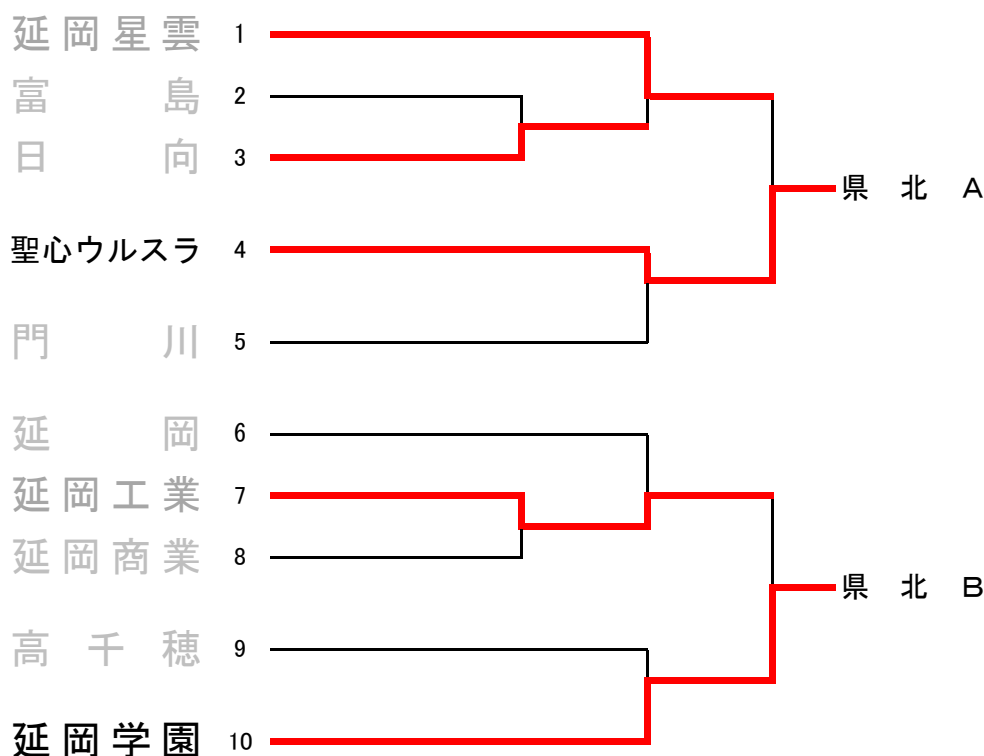 延岡星雲 1
富島 2
日向 3
県北A
聖心ウルスラ 4
門川 5
延岡 6
延岡工業 7
延岡商業 8
県北B
高千穂 9
延岡学園 10